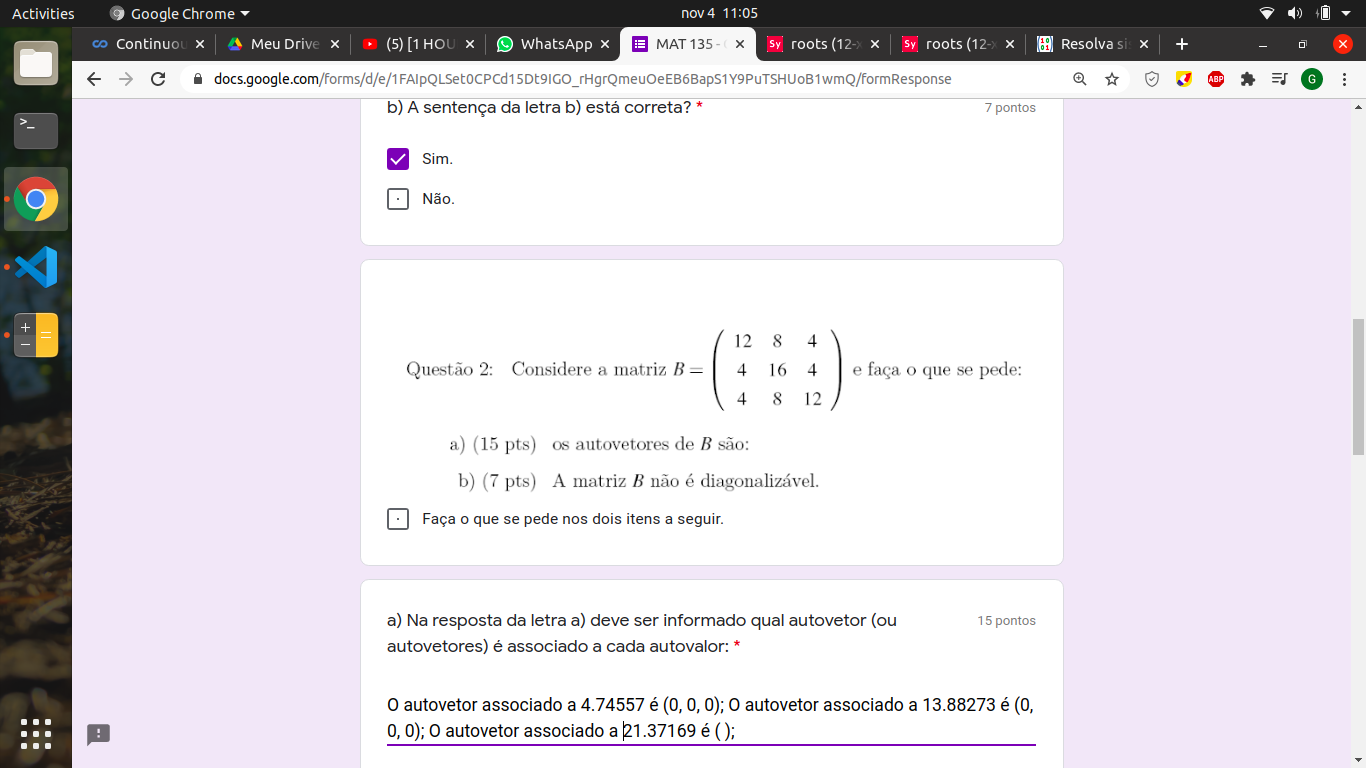 Activities Google Chrome nov 4 11:05
Continuou Meu Drive (5) [1 HOU WhatsApp MAT 135 - roots (12-x roots (12-x Resolva sis
docs.google.com/forms/d/e/1FAIpQLSet0CPCd15Dt9IGO_rHgrQmeuOeEB6BapS1Y9PuTSHUoB1wmQ/formResponse
b) A sentença da letra b) está correta? * 7 pontos
Sim.
Não.
12 8 4
Questão 2: Considere a matriz B = 4 16 4 e faça o que se pede:
4 8 12
a) (15 pts) os autovetores de B são:
b) (7 pts) A matriz B não é diagonalizável.
Faça o que se pede nos dois itens a seguir.
a) Na resposta da letra a) deve ser informado qual autovetor (ou 15 pontos
autovetores) é associado a cada autovalor: *
O autovetor associado a 4.74557 é (0, 0, 0); O autovetor associado a 13.88273 é (0,
0, 0); O autovetor associado a 21.37169 é ( );